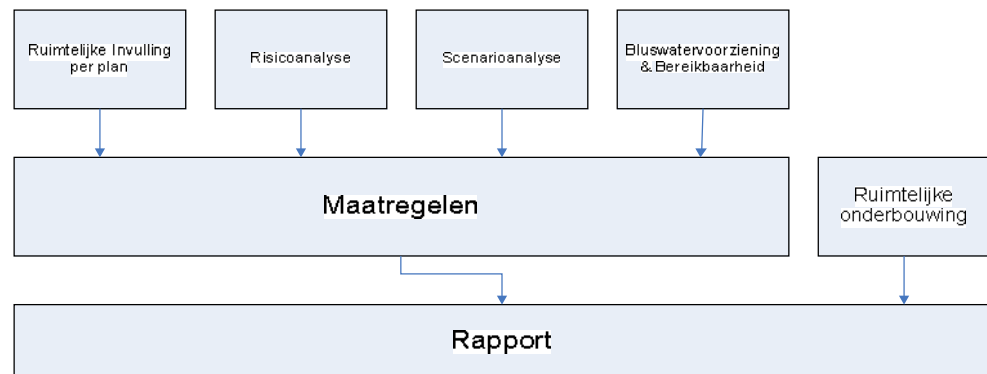 Ruimtelijke Invulling
per plan
Risicoanalyse
Scenarioanalyse
Bluswatervoorziening
& Bereikbaarheid
Maatregelen
Ruimtelijke
onderbouwing
Rapport